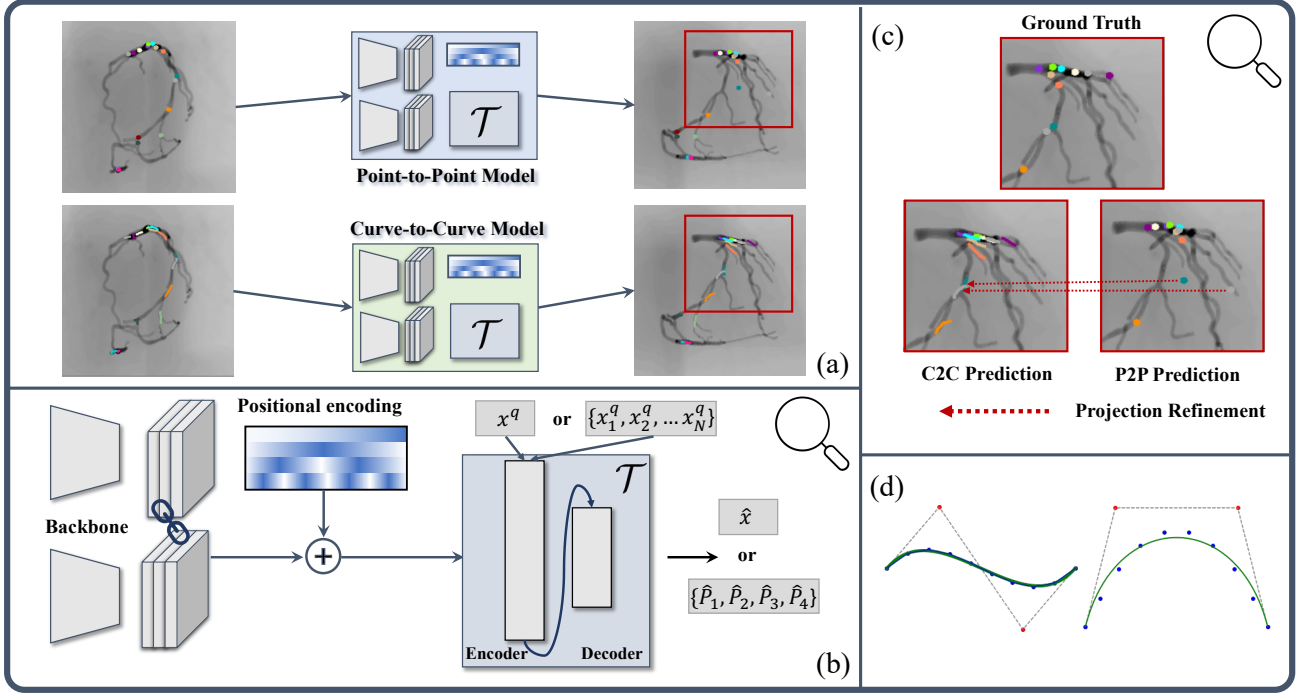 𝒯
Point-to-Point Model
Curve-to-Curve Model
𝒯
(a)
Positional encoding
x^q or {x_1^q, x_2^q, … x_N^q}
𝒯
Backbone
+
x̂
or
{P̂_1, P̂_2, P̂_3, P̂_4}
Encoder Decoder
(b)
(c)
Ground Truth
C2C Prediction P2P Prediction
Projection Refinement
(d)